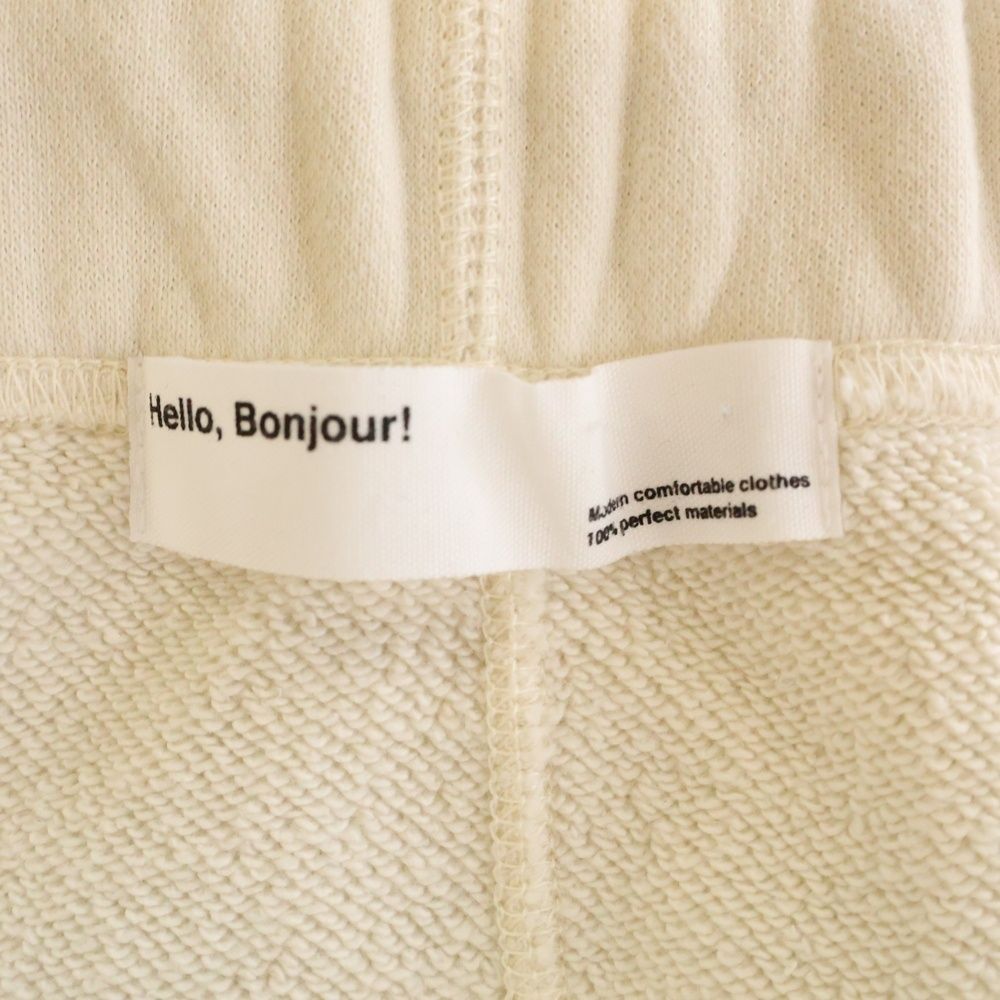 Hello, Bonjour!
Modern comfortable clothes
100% perfect materials